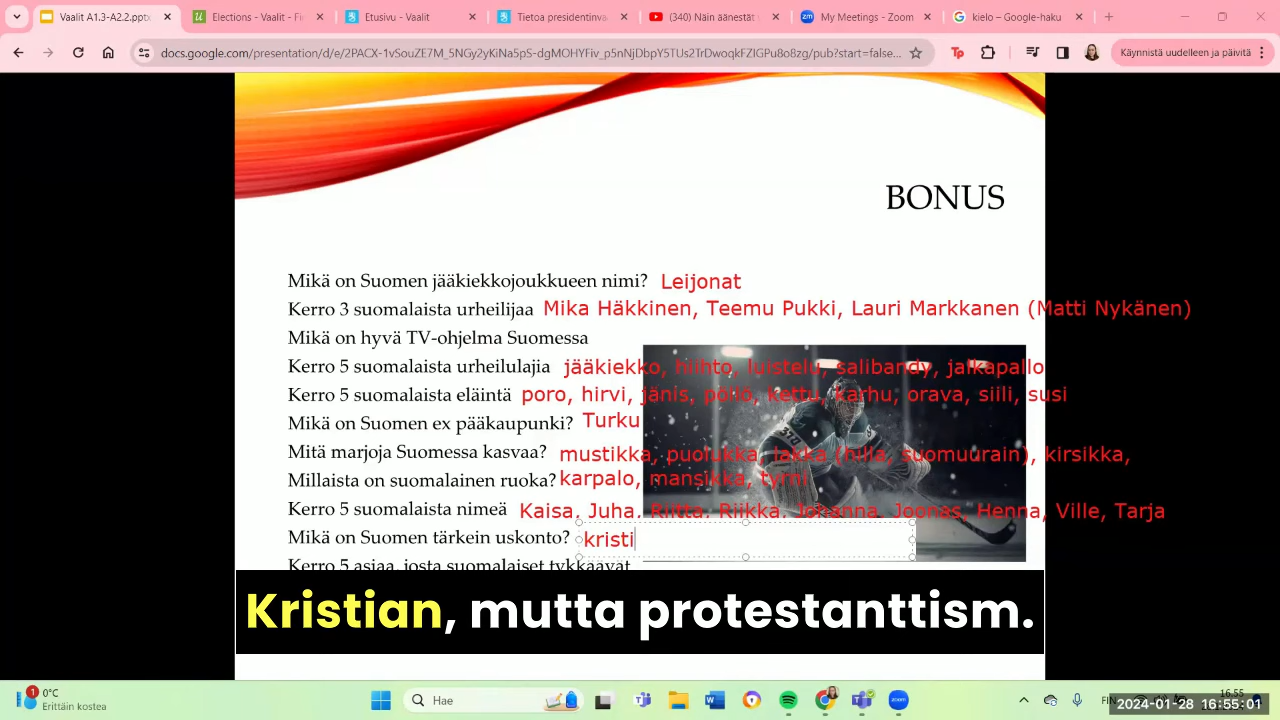 Vaalit A1.3-A2.2.pptx
Elections - Vaalit - Fi
Etusivu - Vaalit
Tietoa presidentinva
(340) Näin äänestät
My Meetings - Zoom
kielo – Google-haku
docs.google.com/presentation/d/e/2PACX-1vSouZE7M_5NGy2yKiNa5pS-dgMOHYFiv_p5nNjDbpY5TUs2TrDwoqkFZIGPu8o8zg/pub?start=false...
Käynnistä uudelleen ja päivitä
BONUS
Mikä on Suomen jääkiekkojoukkueen nimi? Leijonat
Kerro 3 suomalaista urheilijaa Mika Häkkinen, Teemu Pukki, Lauri Markkanen (Matti Nykänen)
Mikä on hyvä TV-ohjelma Suomessa
Kerro 5 suomalaista urheilulajia jääkiekko, hiihto, luistelu, salibandy, jalkapallo
Kerro 5 suomalaista eläintä poro, hirvi, jänis, pöllö, kettu, karhu, orava, siili, susi
Mikä on Suomen ex pääkaupunki? Turku
Mitä marjoja Suomessa kasvaa? mustikka, puolukka, lakka (hilla, suomuurain), kirsikka,
Millaista on suomalainen ruoka? karpalo, mansikka, tyrni
Kerro 5 suomalaista nimeä Kaisa, Juha, Riitta, Riikka, Johanna, Joonas, Henna, Ville, Tarja
Mikä on Suomen tärkein uskonto? kristi
Kerro 5 asiaa, josta suomalaiset tykkäävät
Kristian, mutta protestanttism.
1
0°C
Erittäin kostea
Hae
FIN
16.55
2024-01-28 16:55:01